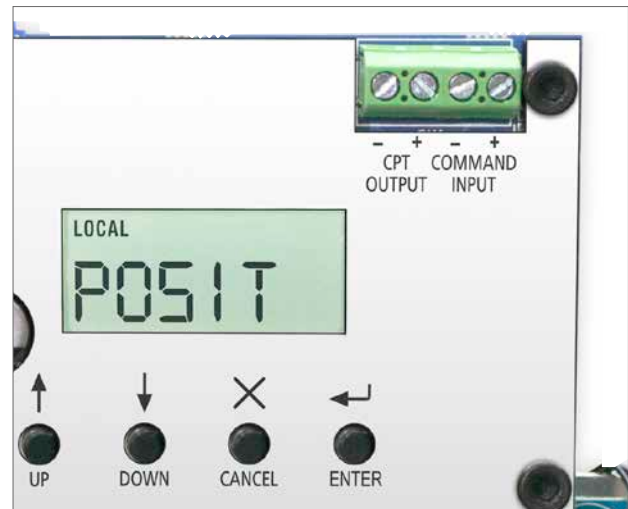 - + - +
CPT COMMAND
OUTPUT INPUT
LOCAL
POSIT
UP DOWN CANCEL ENTER